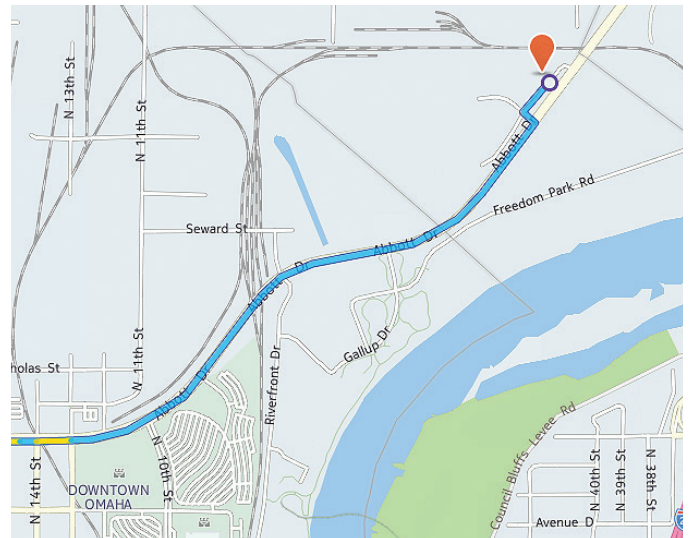 N 13th St
N 11th St
Abbott Dr
Freedom Park Rd
Seward St
Abbott Dr
Abbott Dr
Gallup Dr
N 11th St
holas St
Riverfront Dr
Abbott Dr
N 10th St
N 14th St
DOWNTOWN
OMAHA
Council Bluffs Levee Rd
N 40th St
N 39th St
N 38th St
Avenue D